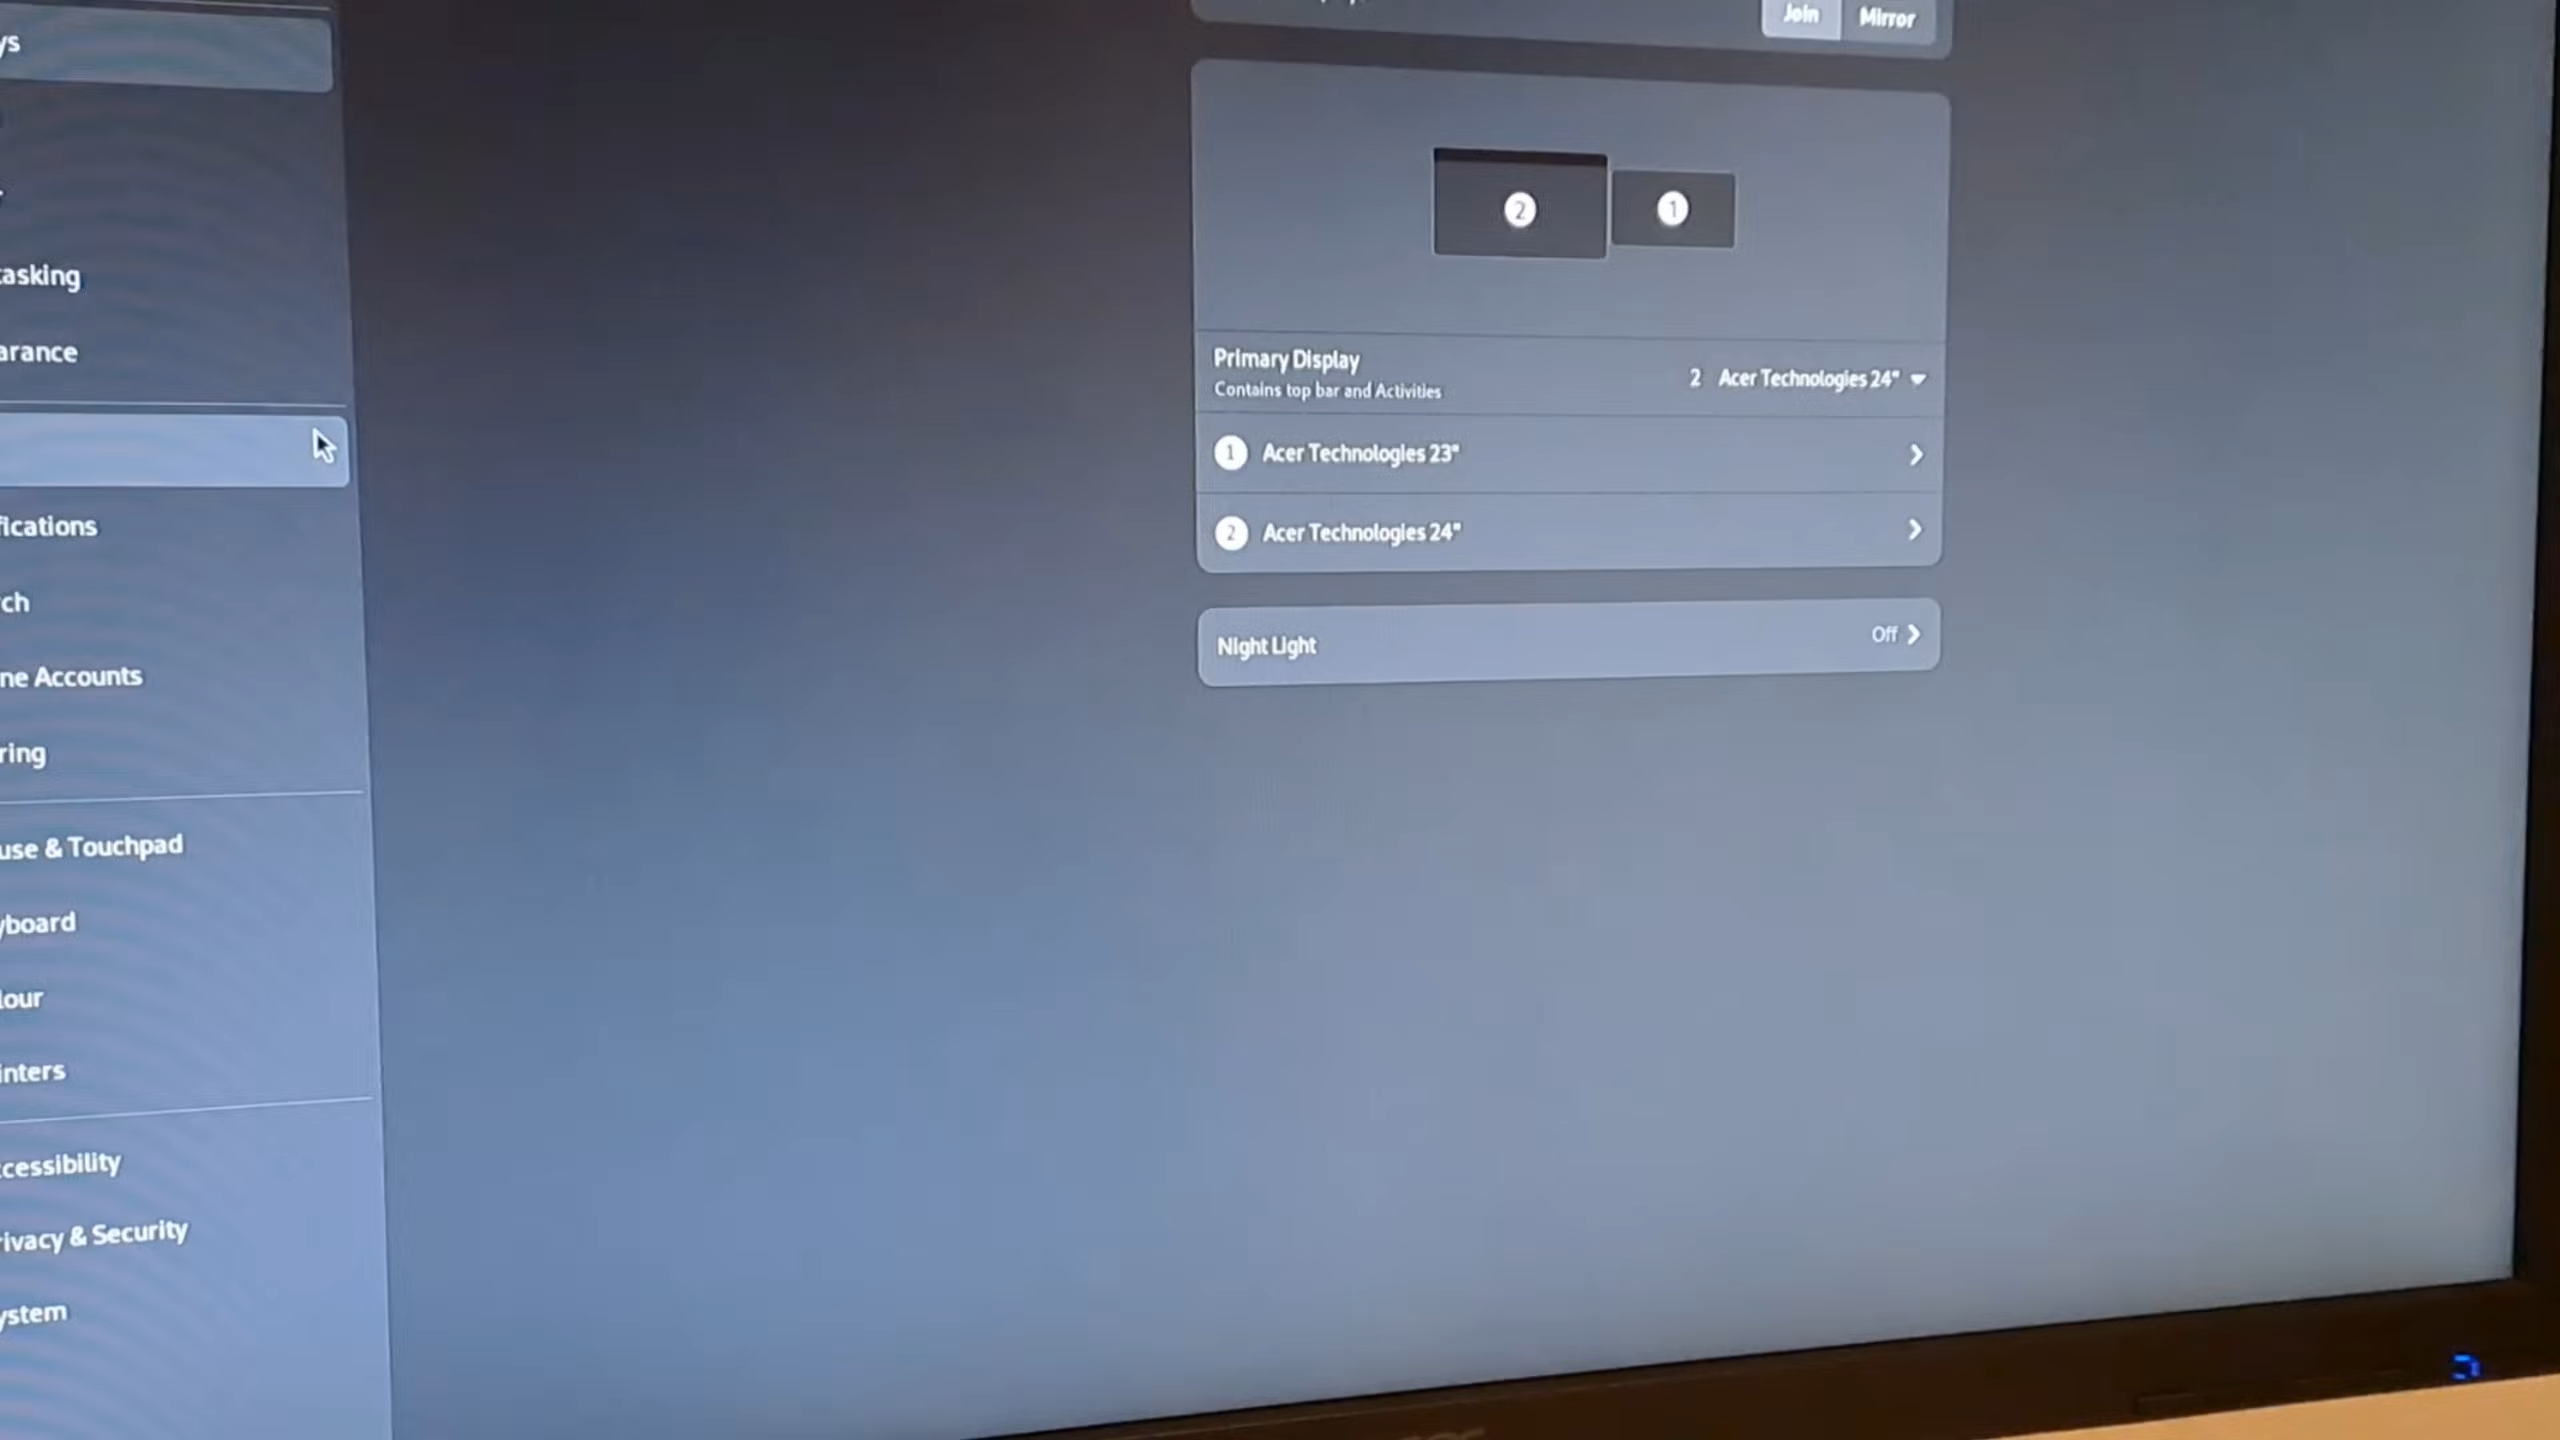 ys
Join Mirror
2
1
tasking
arance
Primary Display
Contains top bar and Activities
2 Acer Technologies 24"
1 Acer Technologies 23"
2 Acer Technologies 24"
fications
rch
ne Accounts
ring
Night Light
Off
use & Touchpad
yboard
lour
inters
ccessibility
rivacy & Security
ystem